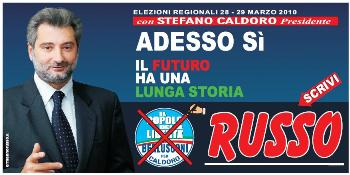 ELEZIONI REGIONALI 28 - 29 MARZO 2010
con STEFANO CALDORO Presidente
ADESSO Sì
IL FUTURO
HA UNA
LUNGA STORIA
SCRIVI
RUSSO
IL POPOLO
DELLA
LIBERTÀ
BERLUSCONI
PER
CALDORO